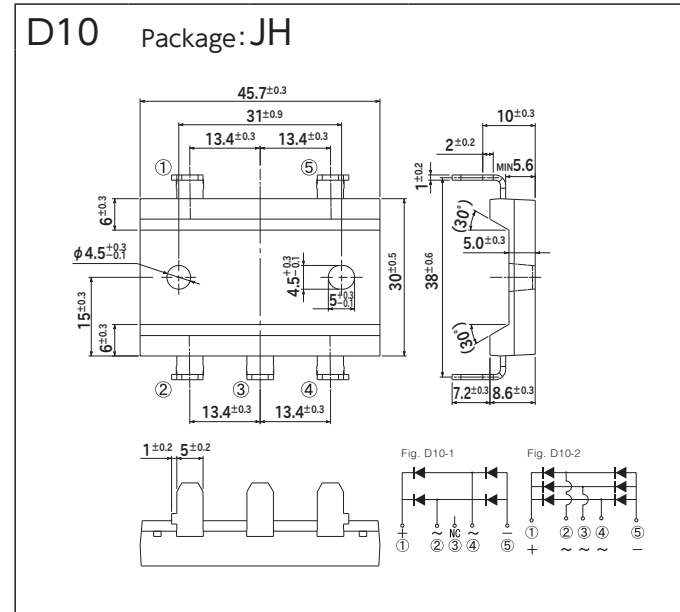 D10 Package: JH
45.7±0.3
31±0.9
13.4±0.3 13.4±0.3
① ⑤
6±0.3
φ4.5+0.3-0.1
4.5+0.3-0.1
5+0.3-0.1
15±0.3
6±0.3
30±0.5
② ③ ④
13.4±0.3 13.4±0.3
10±0.3
2±0.2
MIN5.6
1±0.2
(30°)
5.0±0.3
38±0.6
(30°)
7.2±0.3 8.6±0.3
1±0.2 5±0.2
Fig. D10-1
+ ~ NC ~ −
① ② ③ ④ ⑤
Fig. D10-2
① ② ③ ④ ⑤
+ ~ ~ ~ −